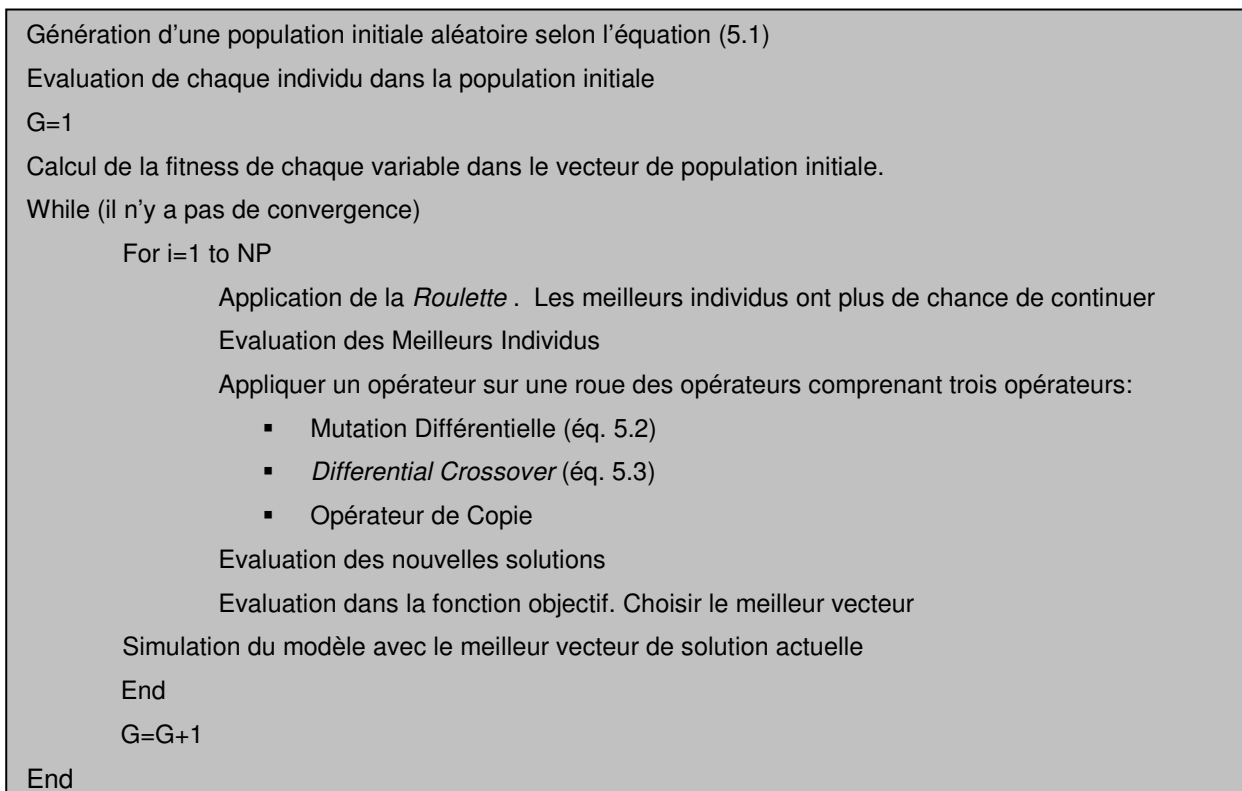 Génération d’une population initiale aléatoire selon l’équation (5.1)
Evaluation de chaque individu dans la population initiale
G=1
Calcul de la fitness de chaque variable dans le vecteur de population initiale.
While (il n’y a pas de convergence)
For i=1 to NP
Application de la Roulette . Les meilleurs individus ont plus de chance de continuer
Evaluation des Meilleurs Individus
Appliquer un opérateur sur une roue des opérateurs comprenant trois opérateurs:
▪ Mutation Différentielle (éq. 5.2)
▪ Differential Crossover (éq. 5.3)
▪ Opérateur de Copie
Evaluation des nouvelles solutions
Evaluation dans la fonction objectif. Choisir le meilleur vecteur
Simulation du modèle avec le meilleur vecteur de solution actuelle
End
G=G+1
End